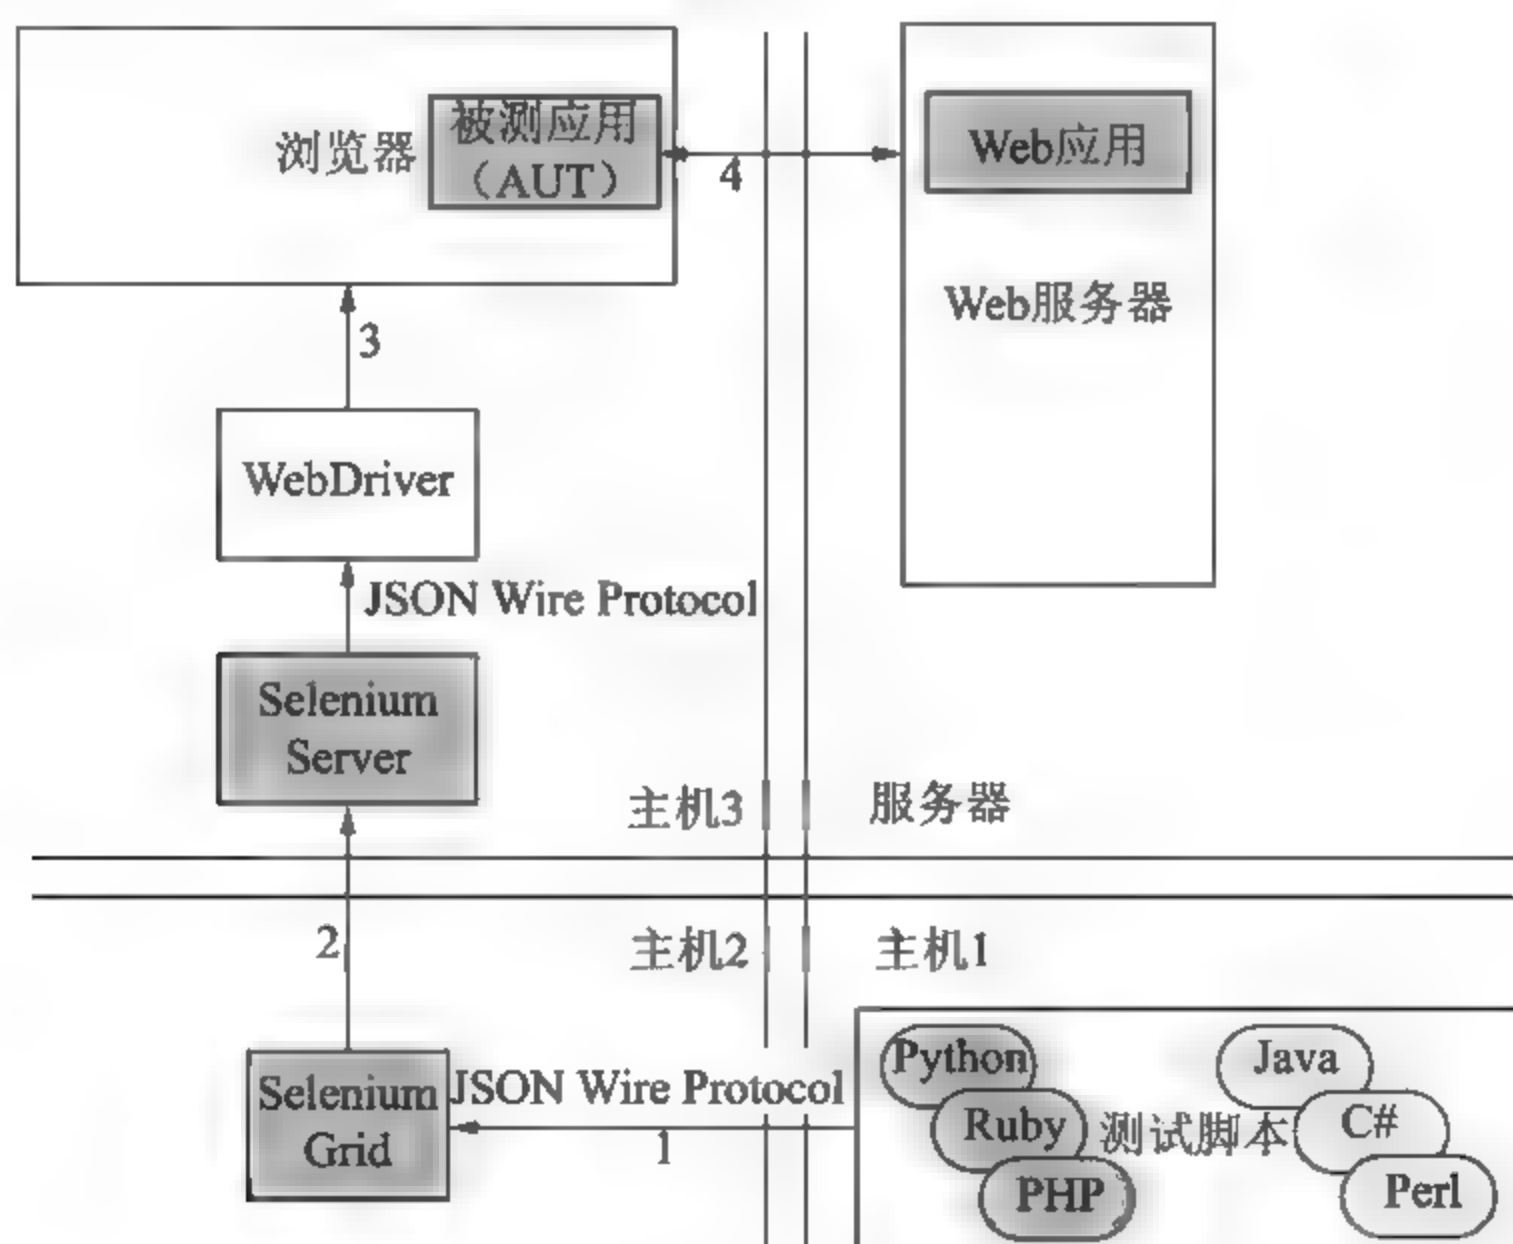 浏览器
被测应用
（AUT）
4
Web应用
Web服务器
3
WebDriver
JSON Wire Protocol
Selenium
Server
主机3
服务器
2
主机2
主机1
Selenium
Grid
JSON Wire Protocol
1
Python
Ruby
PHP
测试脚本
Java
C#
Perl